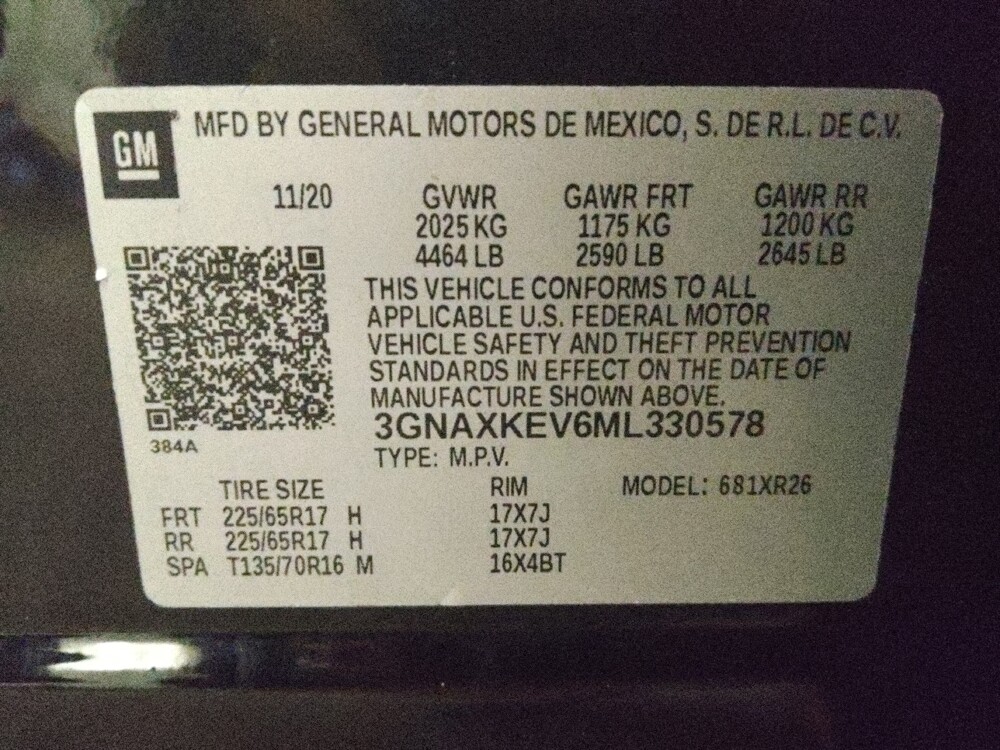 GM® MFD BY GENERAL MOTORS DE MEXICO, S. DE R.L. DE C.V.
11/20 GVWR GAWR FRT GAWR RR
2025 KG 1175 KG 1200 KG
4464 LB 2590 LB 2645 LB
THIS VEHICLE CONFORMS TO ALL
APPLICABLE U.S. FEDERAL MOTOR
VEHICLE SAFETY AND THEFT PREVENTION
STANDARDS IN EFFECT ON THE DATE OF
MANUFACTURE SHOWN ABOVE.
3GNAXKEV6ML330578
384A
TYPE: M.P.V.
TIRE SIZE RIM MODEL: 681XR26
FRT 225/65R17 H 17X7J
RR 225/65R17 H 17X7J
SPA T135/70R16 M 16X4BT